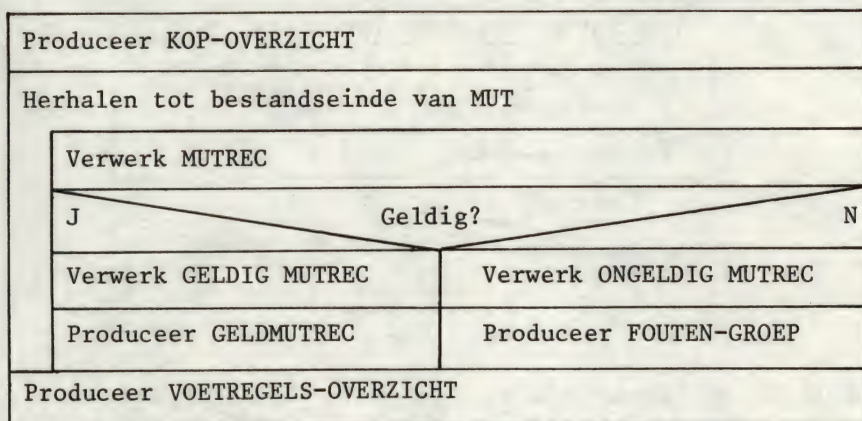 Produceer KOP-OVERZICHT
Herhalen tot bestandseinde van MUT
Verwerk MUTREC
J Geldig? N
Verwerk GELDIG MUTREC Verwerk ONGELDIG MUTREC
Produceer GELDMUTREC Produceer FOUTEN-GROEP
Produceer VOETREGELS-OVERZICHT